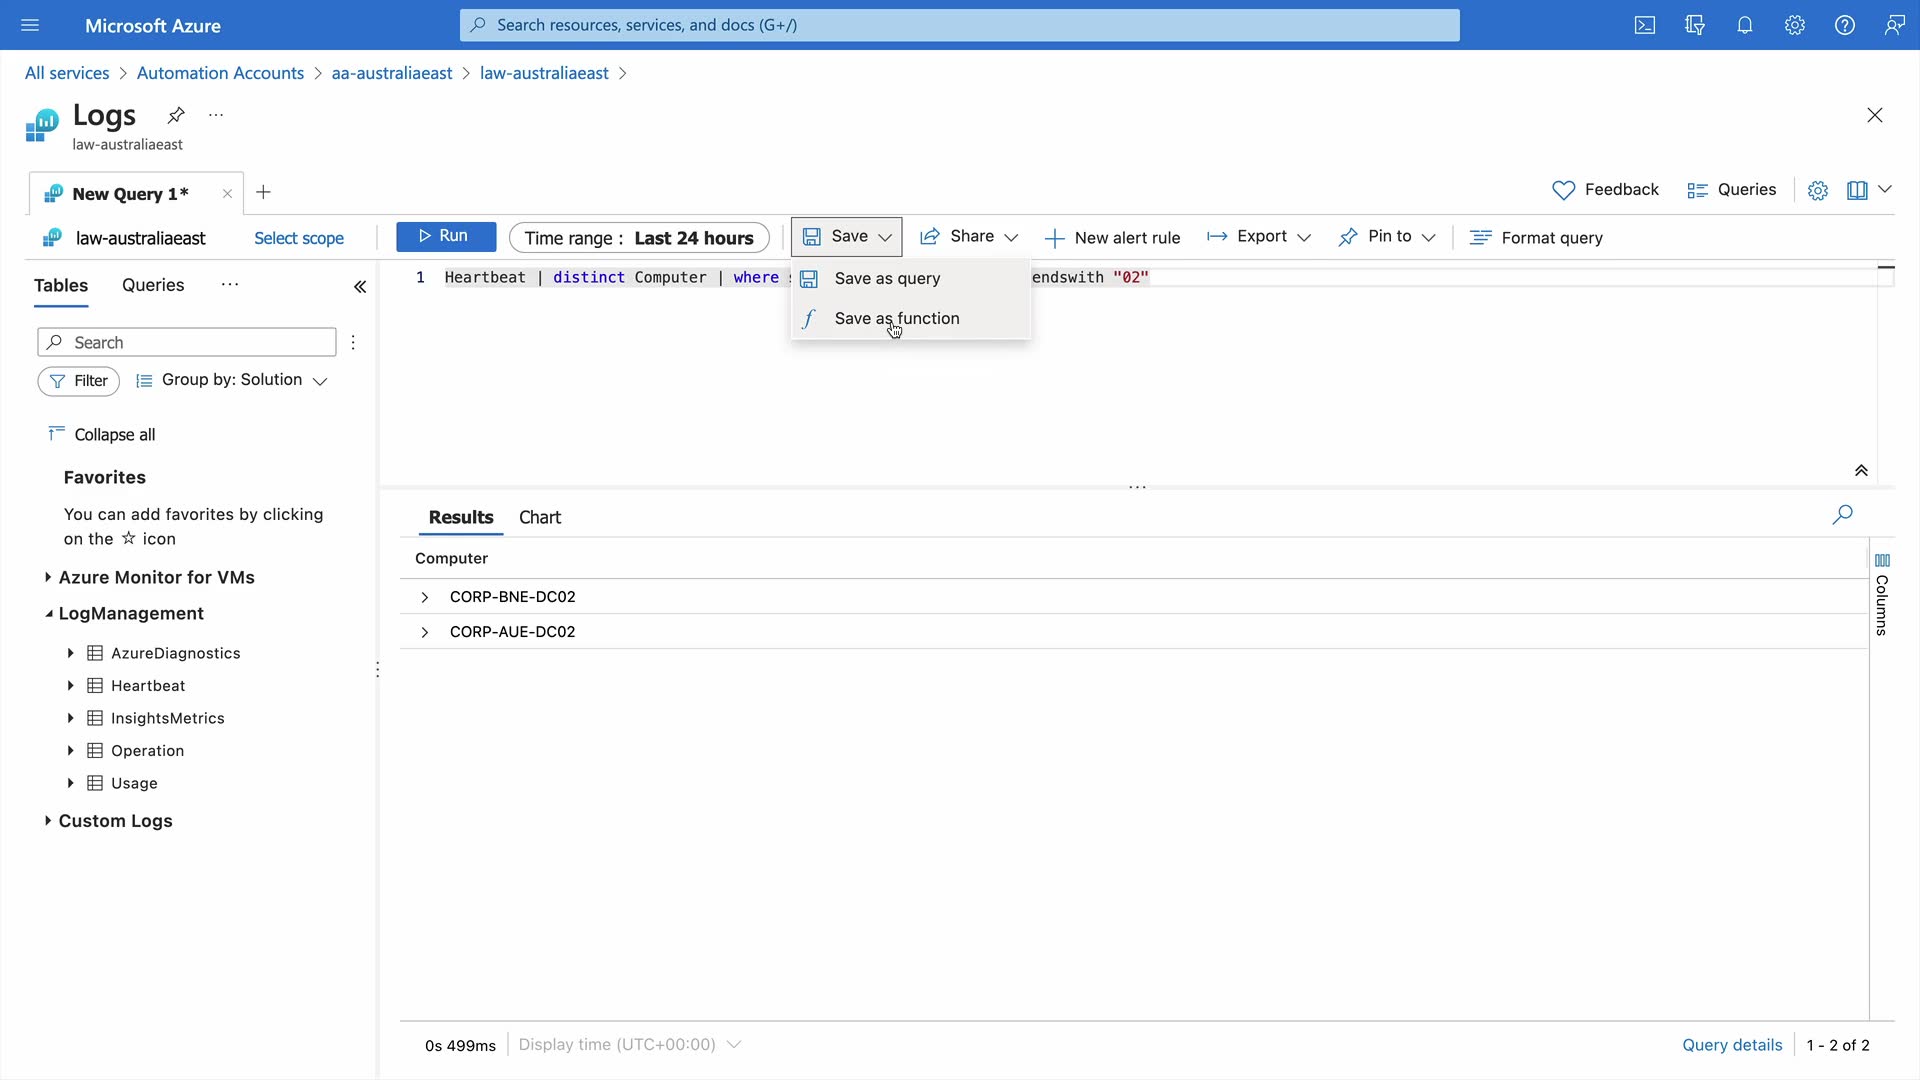 Microsoft Azure
Search resources, services, and docs (G+/)
All services > Automation Accounts > aa-australiaeast > law-australiaeast >
Logs
law-australiaeast
New Query 1*
Feedback
Queries
law-australiaeast
Select scope
Run
Time range : Last 24 hours
Save
Share
New alert rule
Export
Pin to
Format query
Save as query
Save as function
Tables
Queries
1 Heartbeat | distinct Computer | where endswith "02"
Search
Filter
Group by: Solution
Collapse all
Favorites
You can add favorites by clicking
on the ☆ icon
Azure Monitor for VMs
LogManagement
AzureDiagnostics
Heartbeat
InsightsMetrics
Operation
Usage
Custom Logs
Results
Chart
Computer
CORP-BNE-DC02
CORP-AUE-DC02
Columns
0s 499ms
Display time (UTC+00:00)
Query details
1 - 2 of 2